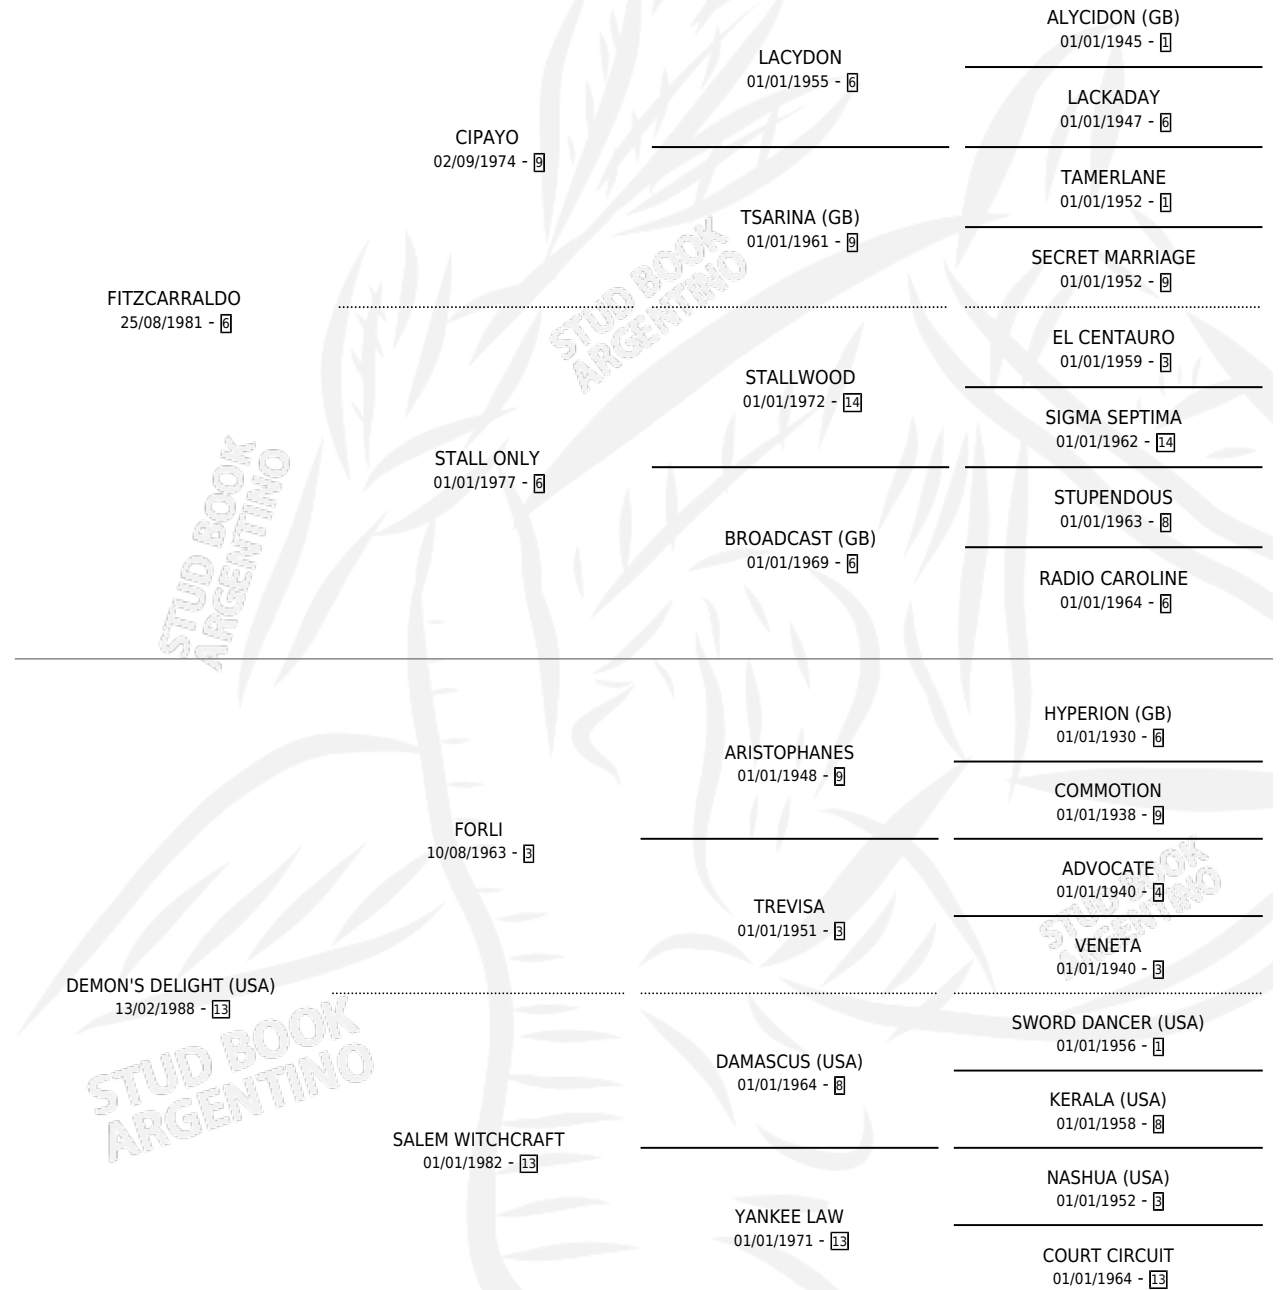 ALYCIDON (GB)
01/01/1945 - 1
LACYDON
01/01/1955 - 6
LACKADAY
01/01/1947 - 6
CIPAYO
02/09/1974 - 9
TAMERLANE
01/01/1952 - 1
TSARINA (GB)
01/01/1961 - 9
SECRET MARRIAGE
01/01/1952 - 9
FITZCARRALDO
25/08/1981 - 6
EL CENTAURO
01/01/1959 - 3
STALLWOOD
01/01/1972 - 14
SIGMA SEPTIMA
01/01/1962 - 14
STALL ONLY
01/01/1977 - 6
STUPENDOUS
01/01/1963 - 8
BROADCAST (GB)
01/01/1969 - 6
RADIO CAROLINE
01/01/1964 - 6
HYPERION (GB)
01/01/1930 - 6
ARISTOPHANES
01/01/1948 - 9
COMMOTION
01/01/1938 - 9
FORLI
10/08/1963 - 3
ADVOCATE
01/01/1940 - 4
TREVISA
01/01/1951 - 3
VENETA
01/01/1940 - 3
DEMON'S DELIGHT (USA)
13/02/1988 - 13
SWORD DANCER (USA)
01/01/1956 - 1
DAMASCUS (USA)
01/01/1964 - 8
KERALA (USA)
01/01/1958 - 8
SALEM WITCHCRAFT
01/01/1982 - 13
NASHUA (USA)
01/01/1952 - 3
YANKEE LAW
01/01/1971 - 13
COURT CIRCUIT
01/01/1964 - 13
STUD BOOK
ARGENTINO
STUD BOOK
ARGENTINO
STUD BOOK
ARGENTINO
STUD BOOK
ARGENTINO